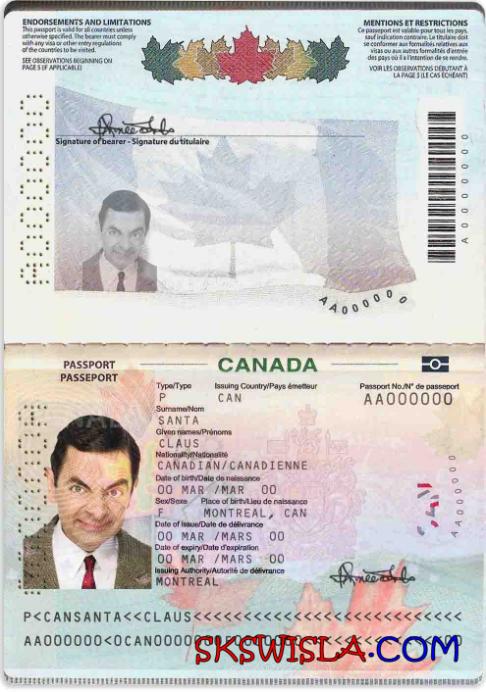 ENDORSEMENTS AND LIMITATIONS
This passport is valid for all countries unless
otherwise specified. The bearer must comply
with any visa or other entry regulations
of the countries to be visited.
SEE OBSERVATIONS BEGINNING ON
PAGE 5 (IF APPLICABLE)
MENTIONS ET RESTRICTIONS
Ce passeport est valable pour tous les pays,
sauf indication contraire. Le titulaire doit
se conformer aux formalités relatives aux
visas ou aux autres formalités d'entrée
des pays où il a l'intention de se rendre.
VOIR LES OBSERVATIONS DÉBUTANT À
LA PAGE 5 (LE CAS ÉCHÉANT)
Signature of bearer - Signature du titulaire
AA000000
PASSPORT
PASSEPORT
CANADA
Type/Type Issuing Country/Pays émetteur Passport No./N° de passeport
P CAN AA000000
Surname/Nom
SANTA
Given names/Prénoms
CLAUS
Nationality/Nationalité
CANADIAN/CANADIENNE
Date of birth/Date de naissance
00 MAR /MAR 00
Sex/Sexe Place of birth/Lieu de naissance
F MONTREAL, CAN
Date of issue/Date de délivrance
00 MAR /MARS 00
Date of expiry/Date d'expiration
00 MAR /MARS 00
Issuing Authority/Autorité de délivrance
MONTREAL
P<CANSANTA<<CLAUS<<<<<<<<<<<<<<<<<<<<<<<<<<<
SKSWISLA.COM